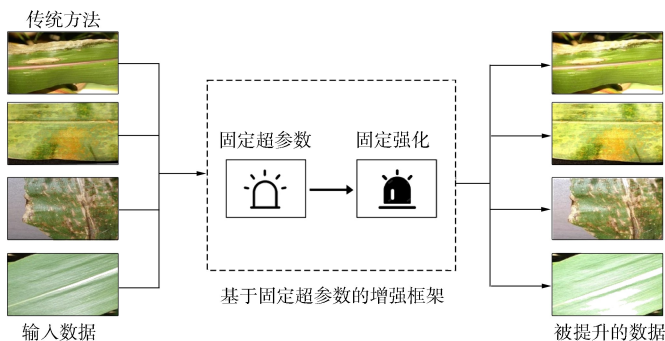 传统方法
固定超参数
固定强化
基于固定超参数的增强框架
输入数据
被提升的数据